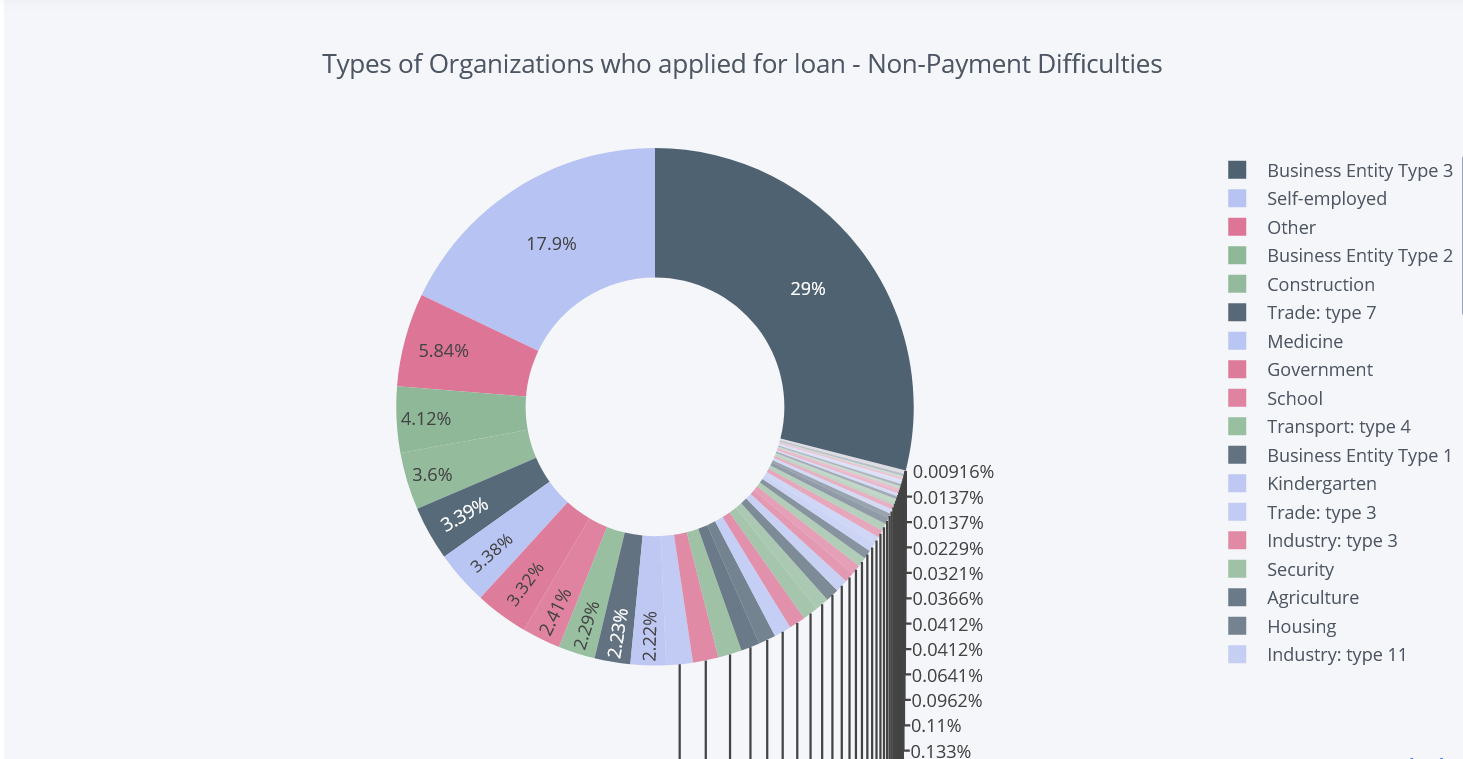 Types of Organizations who applied for loan - Non-Payment Difficulties
29%
17.9%
5.84%
4.12%
3.6%
3.39%
3.38%
3.32%
2.41%
2.29%
2.23%
2.22%
0.00916%
0.0137%
0.0137%
0.0229%
0.0321%
0.0366%
0.0412%
0.0412%
0.0641%
0.0962%
0.11%
0.133%
Business Entity Type 3
Self-employed
Other
Business Entity Type 2
Construction
Trade: type 7
Medicine
Government
School
Transport: type 4
Business Entity Type 1
Kindergarten
Trade: type 3
Industry: type 3
Security
Agriculture
Housing
Industry: type 11